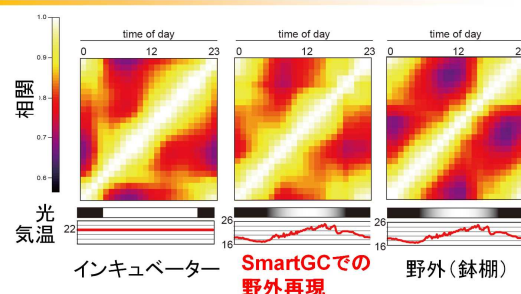 1.0
0.9
0.8
0.7
0.6
相関
time of day
0 12 23
time of day
0 12 23
time of day
0 12
光
気温
22
26
16
26
16
インキュベーター
SmartGCでの
野外再現
野外(鉢棚)